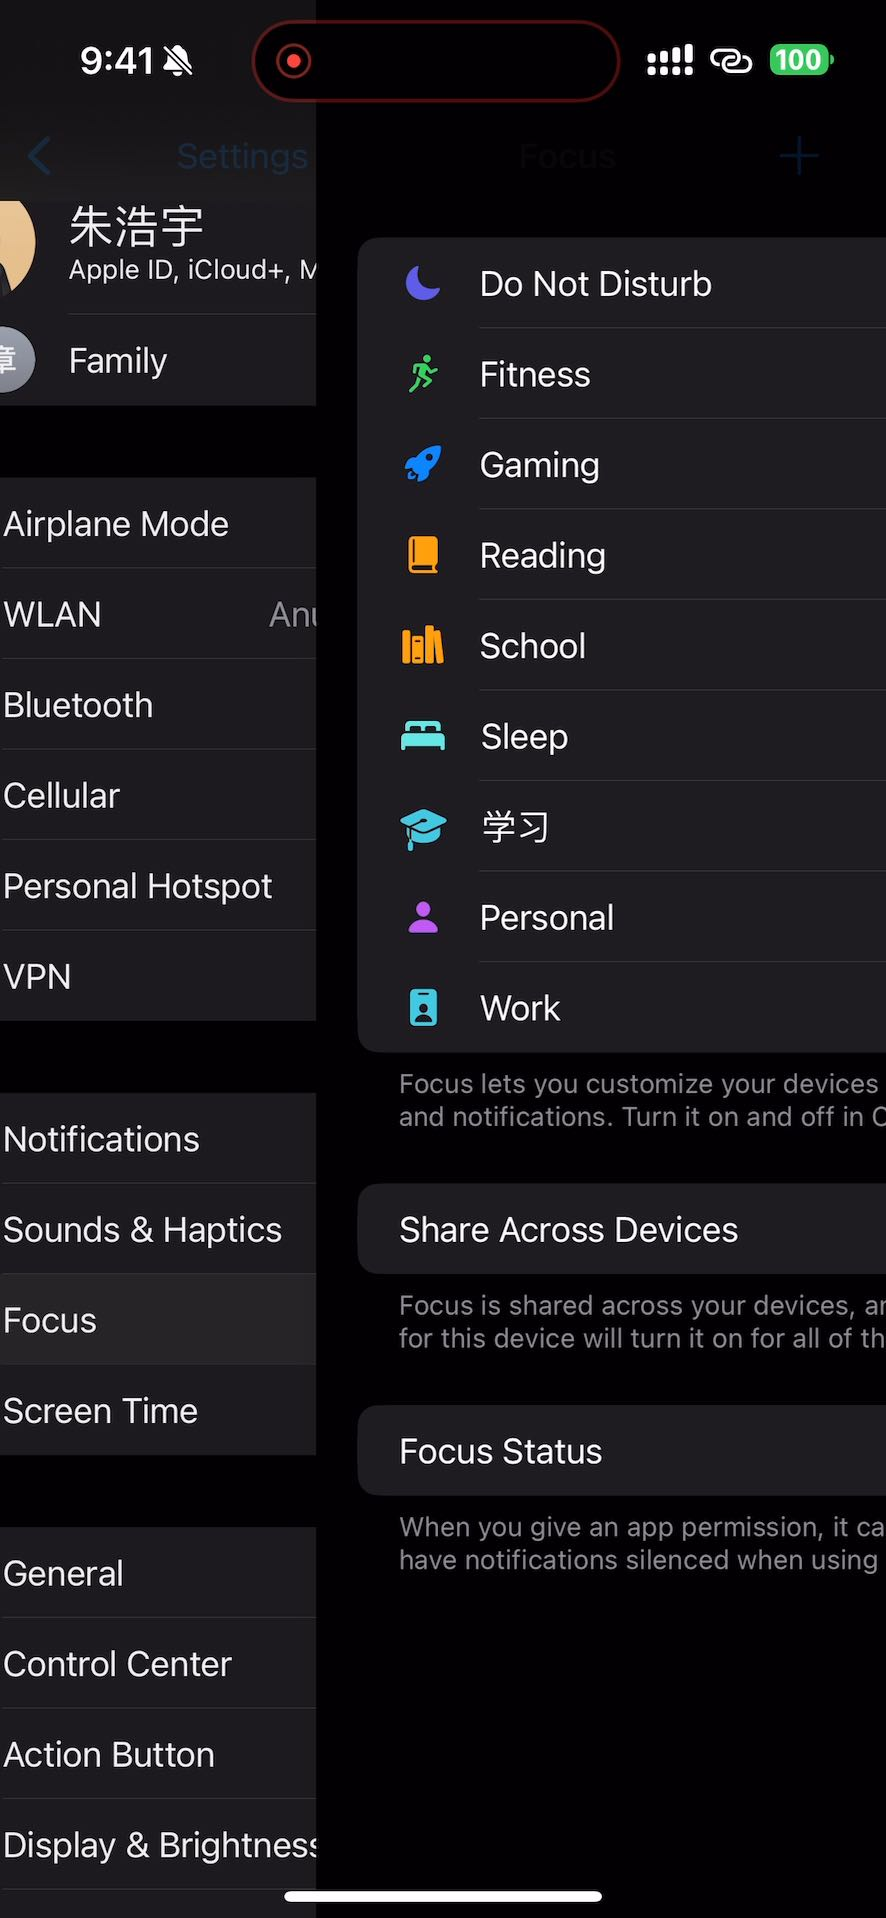 9:41
100
Settings
Focus
朱浩宇
Apple ID, iCloud+, M
章
Family
Airplane Mode
WLAN
Anu
Bluetooth
Cellular
Personal Hotspot
VPN
Notifications
Sounds & Haptics
Focus
Screen Time
General
Control Center
Action Button
Display & Brightness
Do Not Disturb
Fitness
Gaming
Reading
School
Sleep
学习
Personal
Work
Focus lets you customize your devices
and notifications. Turn it on and off in C
Share Across Devices
Focus is shared across your devices, an
for this device will turn it on for all of th
Focus Status
When you give an app permission, it ca
have notifications silenced when using